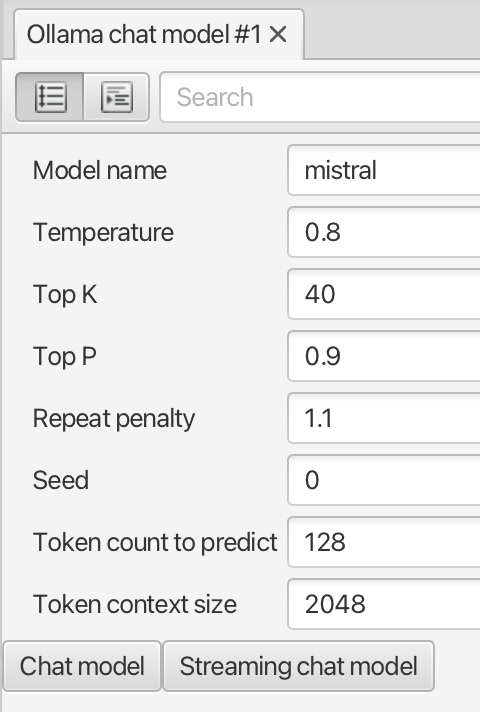 Ollama chat model #1
Search
Model name mistral
Temperature 0.8
Top K 40
Top P 0.9
Repeat penalty 1.1
Seed 0
Token count to predict 128
Token context size 2048
Chat model Streaming chat model